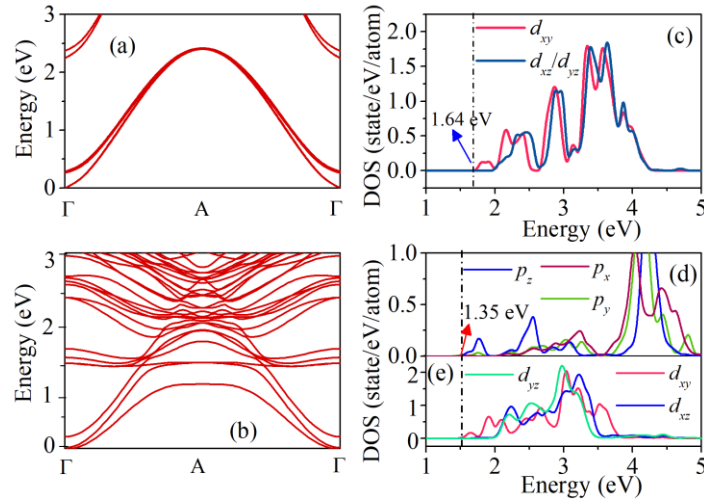 3
2
1
0
Energy (eV)
(a)
Γ
A
Γ
2.0
1.5
1.0
0.5
0.0
DOS (state/eV/atom)
d_xy
d_xz/d_yz
(c)
1.64 eV
1
2
3
4
5
Energy (eV)
3
2
1
0
Energy (eV)
(b)
Γ
A
Γ
1.0
0.5
0.0
2
1
0
DOS (state/eV/atom)
p_z
p_x
p_y
(d)
1.35 eV
(e)
d_yz
d_xy
d_xz
1
2
3
4
5
Energy (eV)